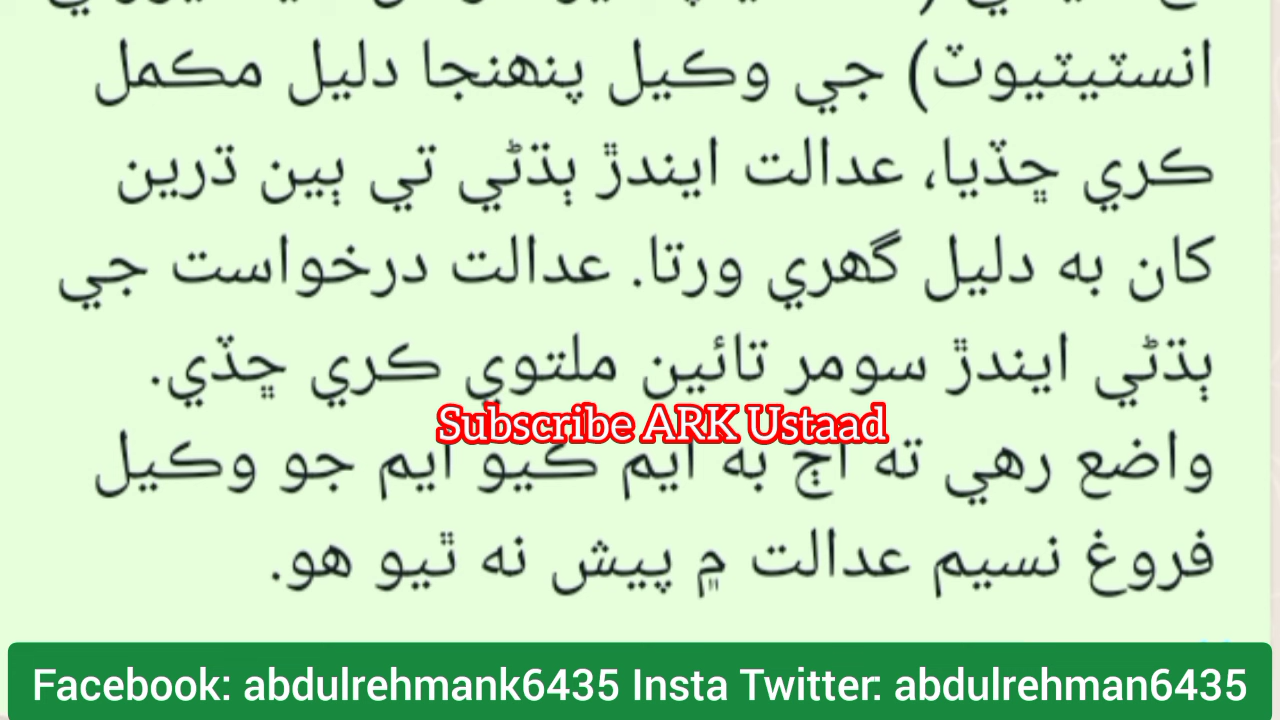 انسٽيٽيوٽ) جي وڪيل پنهنجا دليل مڪمل
ڪري ڇڏيا، عدالت ايندڙ ٻڌڻي تي ٻين ڌرين
کان به دليل گهري ورتا. عدالت درخواست جي
ٻڌڻي ايندڙ سومر تائين ملتوي ڪري ڇڏي.
Subscribe ARK Ustaad
واضع رهي ته اڄ به ايم ڪيو ايم جو وڪيل
فروغ نسيم عدالت ۾ پيش نه ٿيو هو.
Facebook: abdulrehmank6435 Insta Twitter: abdulrehman6435